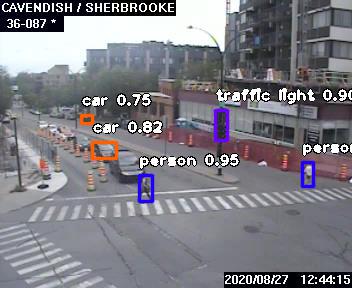 CAVENDISH / SHERBROOKE
36-087 *
car 0.75
traffic light 0.90
car 0.82
person 0.95
person
2020/08/27 12:44:15